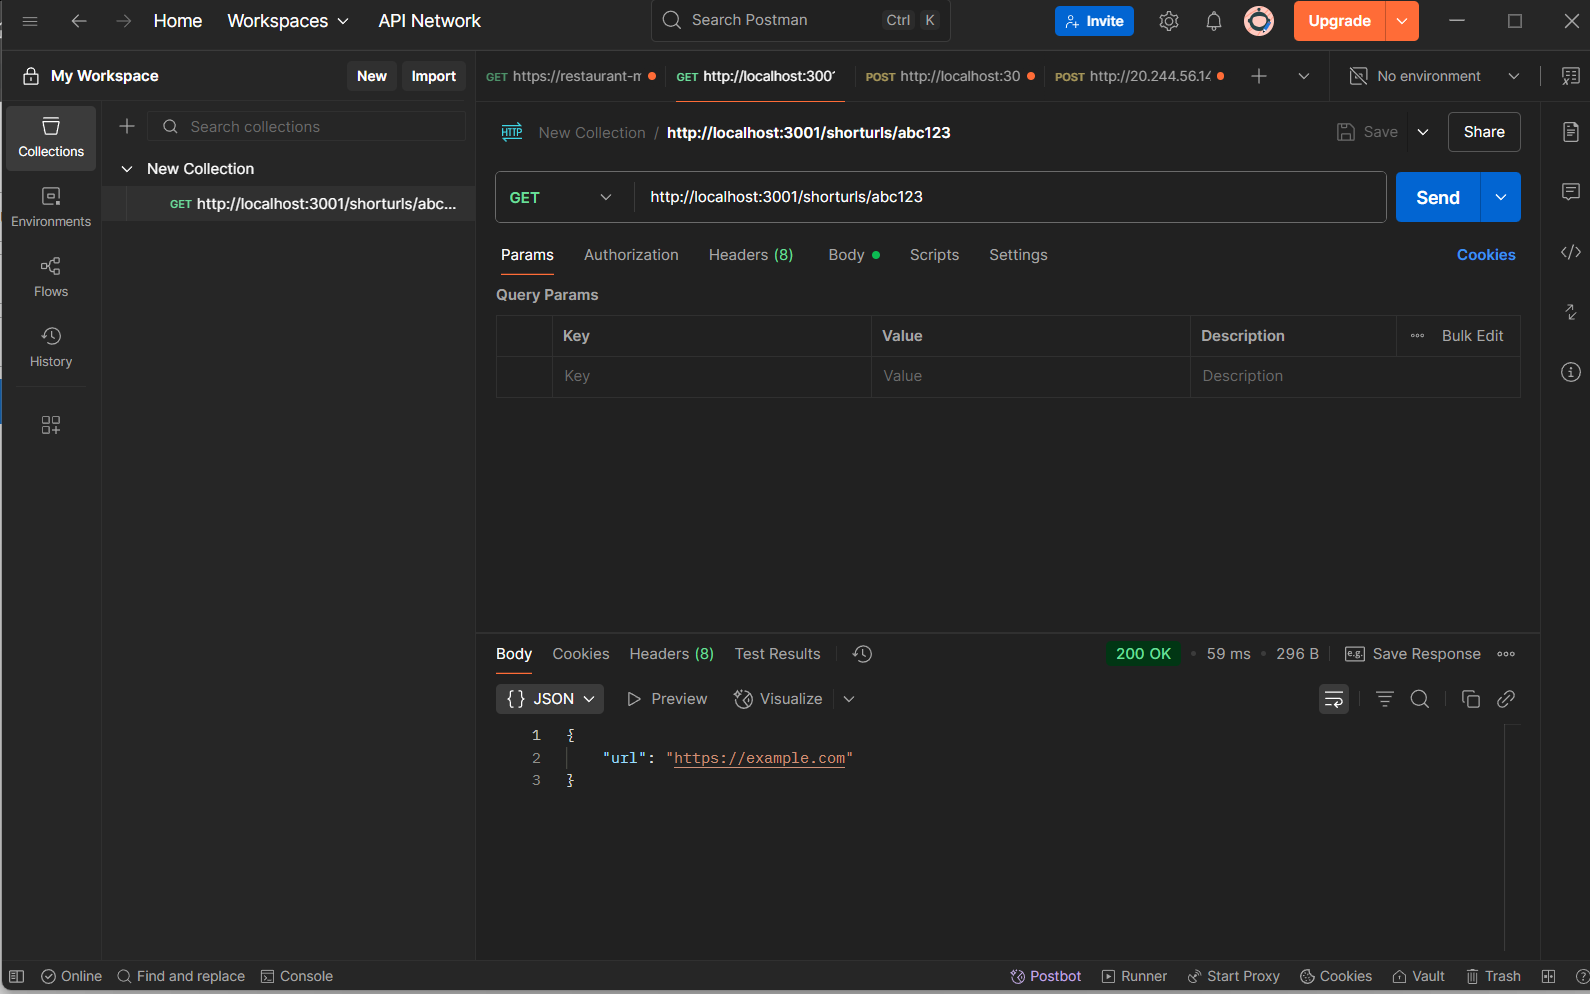 Home Workspaces API Network Search Postman Ctrl K Invite Upgrade
My Workspace New Import GET https://restaurant-m GET http://localhost:3001 POST http://localhost:30 POST http://20.244.56.14 No environment
Collections
Search collections
HTTP New Collection / http://localhost:3001/shorturls/abc123 Save Share
New Collection
GET http://localhost:3001/shorturls/abc...
GET http://localhost:3001/shorturls/abc123 Send
Environments
Flows
History
Params Authorization Headers (8) Body Scripts Settings Cookies
Query Params
Key Value Description Bulk Edit
Key Value Description
Body Cookies Headers (8) Test Results 200 OK 59 ms 296 B e.g. Save Response
{} JSON Preview Visualize
1 {
2 "url": "https://example.com"
3 }
Online Find and replace Console Postbot Runner Start Proxy Cookies Vault Trash